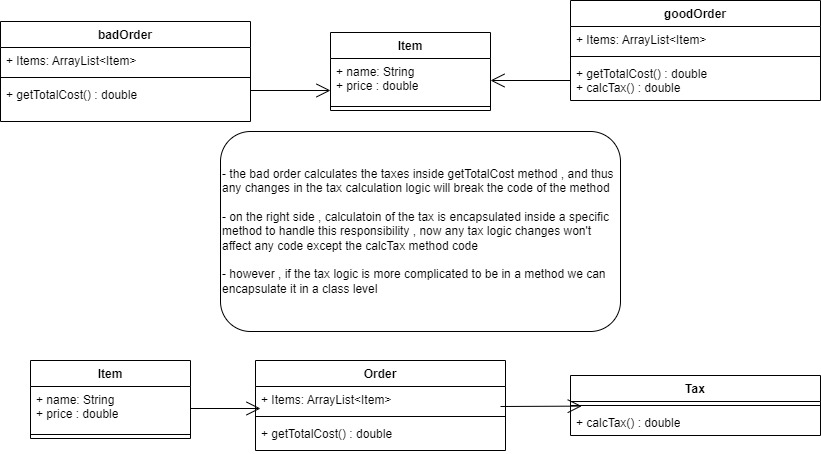 badOrder
+ Items: ArrayList<Item>
+ getTotalCost() : double
Item
+ name: String
+ price : double
goodOrder
+ Items: ArrayList<Item>
+ getTotalCost() : double
+ calcTax() : double
- the bad order calculates the taxes inside getTotalCost method , and thus
any changes in the tax calculation logic will break the code of the method
- on the right side , calculatoin of the tax is encapsulated inside a specific
method to handle this responsibility , now any tax logic changes won't
affect any code except the calcTax method code
- however , if the tax logic is more complicated to be in a method we can
encapsulate it in a class level
Item
+ name: String
+ price : double
Order
+ Items: ArrayList<Item>
+ getTotalCost() : double
Tax
+ calcTax() : double